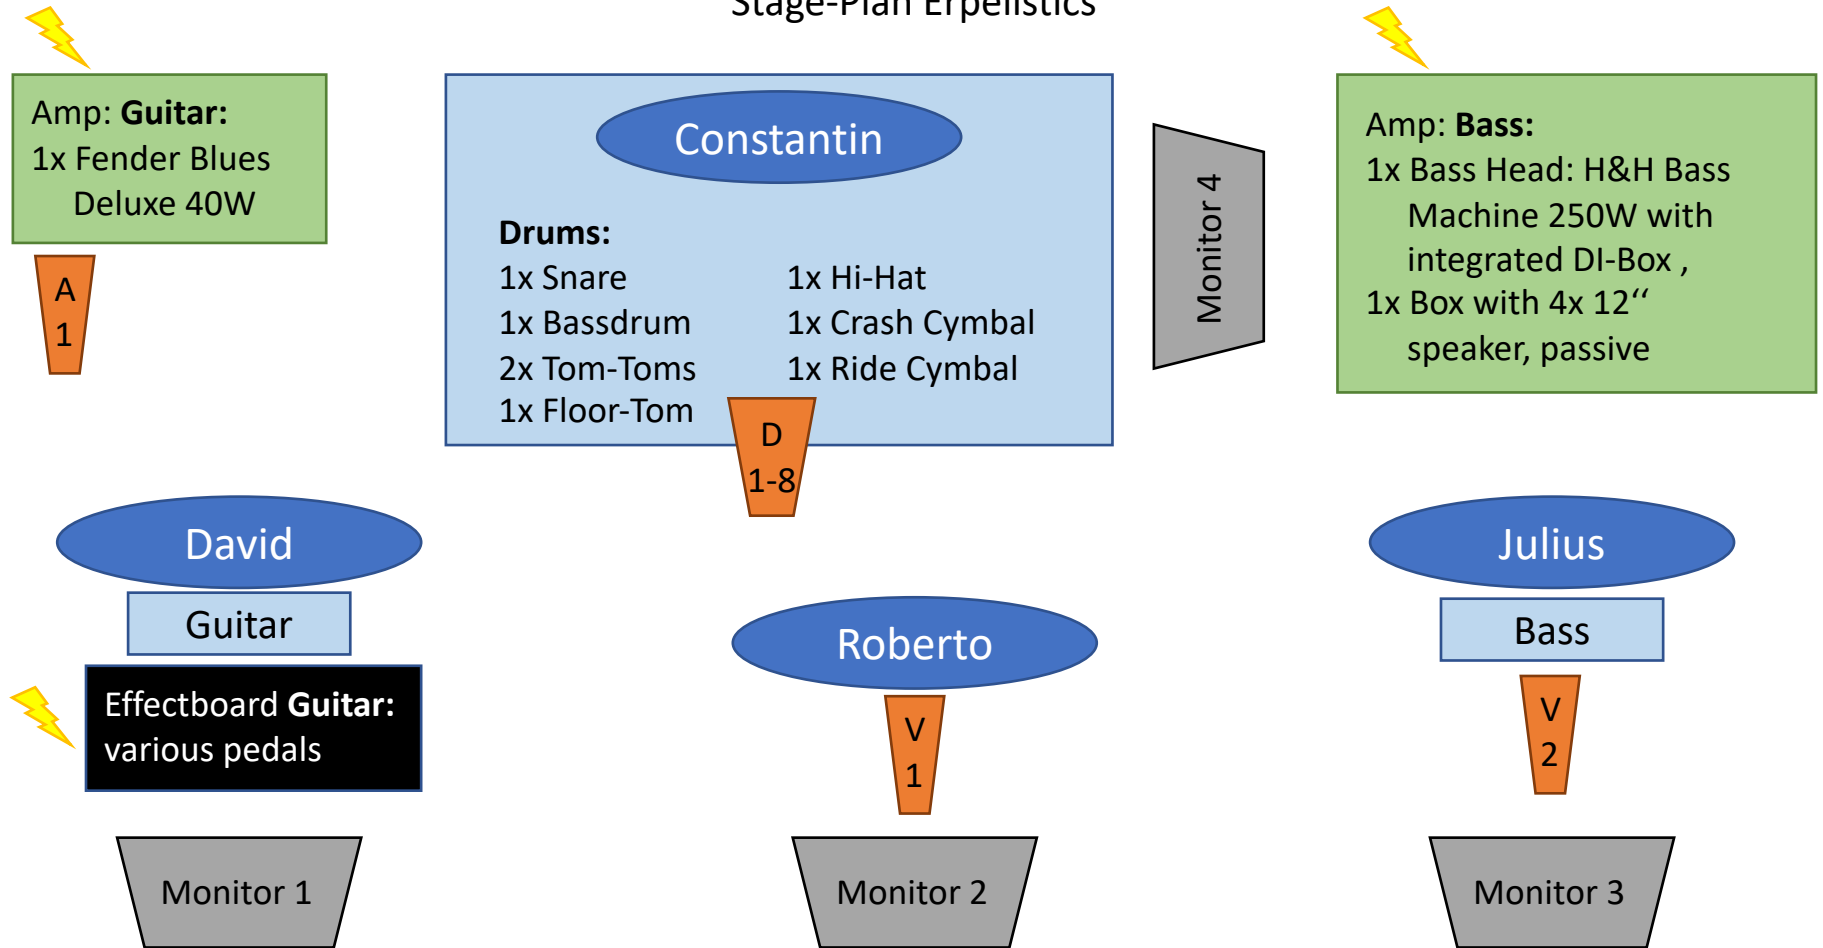 Stage-Plan Erpelistics
Amp: Guitar:
1x Fender Blues
Deluxe 40W
A
1
Constantin
Drums:
1x Snare
1x Bassdrum
2x Tom-Toms
1x Floor-Tom
1x Hi-Hat
1x Crash Cymbal
1x Ride Cymbal
D
1-8
Monitor 4
Amp: Bass:
1x Bass Head: H&H Bass
Machine 250W with
integrated DI-Box ,
1x Box with 4x 12“
speaker, passive
David
Guitar
Effectboard Guitar:
various pedals
Monitor 1
Roberto
V
1
Monitor 2
Julius
Bass
V
2
Monitor 3